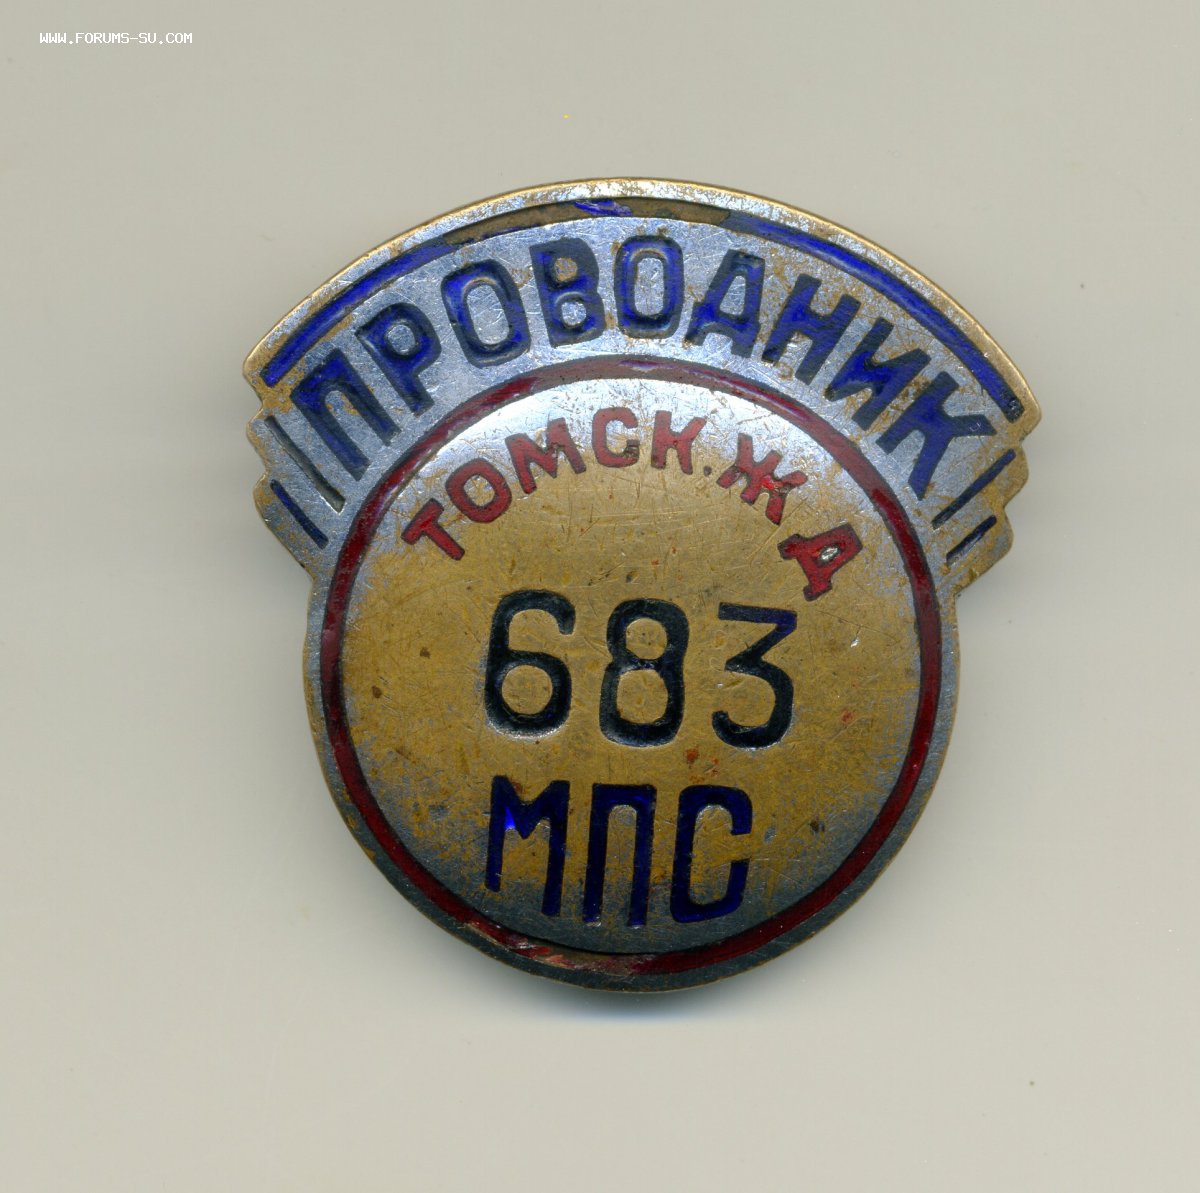 WWW.FORUMS-SU.COM
ПРОВОДНИК
ТОМСК.Ж Д
683
МПС